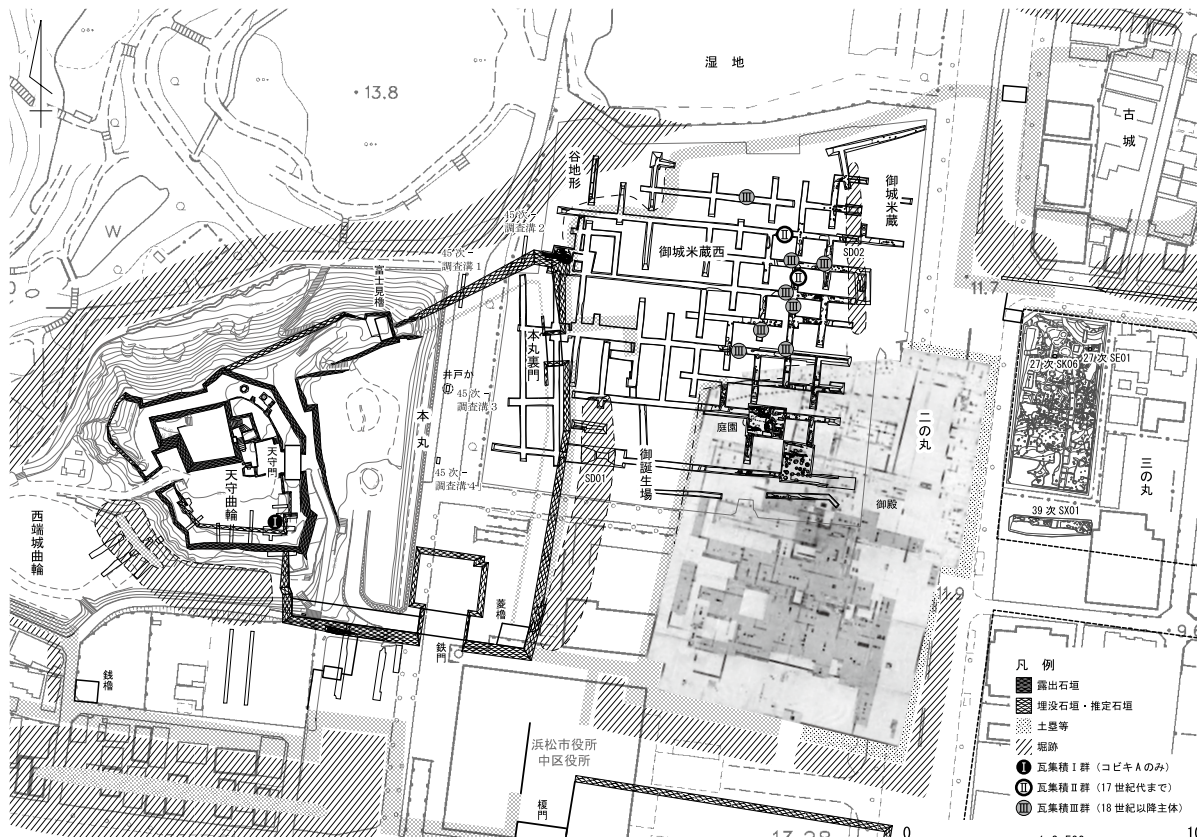 湿地
古城
13.8
谷地形
御城米蔵
45次-
調査溝2
御城米蔵西
SD02
45次-
調査溝1
富士見櫓
11.7
本丸裏門
27次SE01
27次SK06
井戸か
45次-
調査溝3
本丸
庭園
二の丸
天守門
天守曲輪
45次-
調査溝4
SD01
御誕生場
御殿
三の丸
39次SX01
西端城曲輪
11.9
菱櫓
鉄門
銭櫓
凡例
露出石垣
埋没石垣・推定石垣
土塁等
堀跡
Ⅰ 瓦集積Ⅰ群（コビキAのみ）
Ⅱ 瓦集積Ⅱ群（17世紀代まで）
Ⅲ 瓦集積Ⅲ群（18世紀以降主体）
浜松市役所
中区役所
榎門
13.28
0